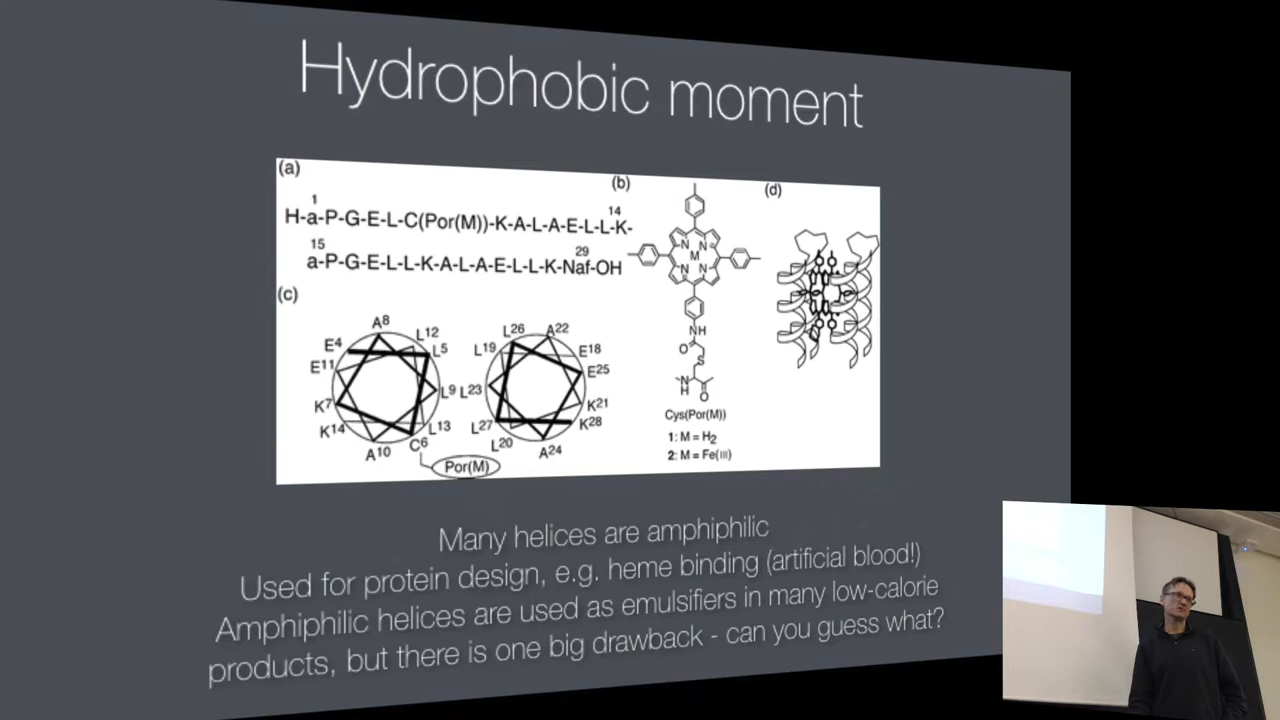 Hydrophobic moment
(a)
1 14
H-a-P-G-E-L-C(Por(M))-K-A-L-A-E-L-L-K-
15 29
a-P-G-E-L-L-K-A-L-A-E-L-L-K-Naf-OH
(b)
N N
M
N N
NH
O
S
N
H
O
Cys(Por(M))
1: M = H2
2: M = Fe(III)
(c)
A8
L12
E4
L5
E11
L9
K7
L13
K14
C6
A10
Por(M)
L26
A22
L19
E18
E25
L23
K21
L27
K28
L20
A24
(d)
Many helices are amphiphilic
Used for protein design, e.g. heme binding (artificial blood!)
Amphiphilic helices are used as emulsifiers in many low-calorie
products, but there is one big drawback - can you guess what?